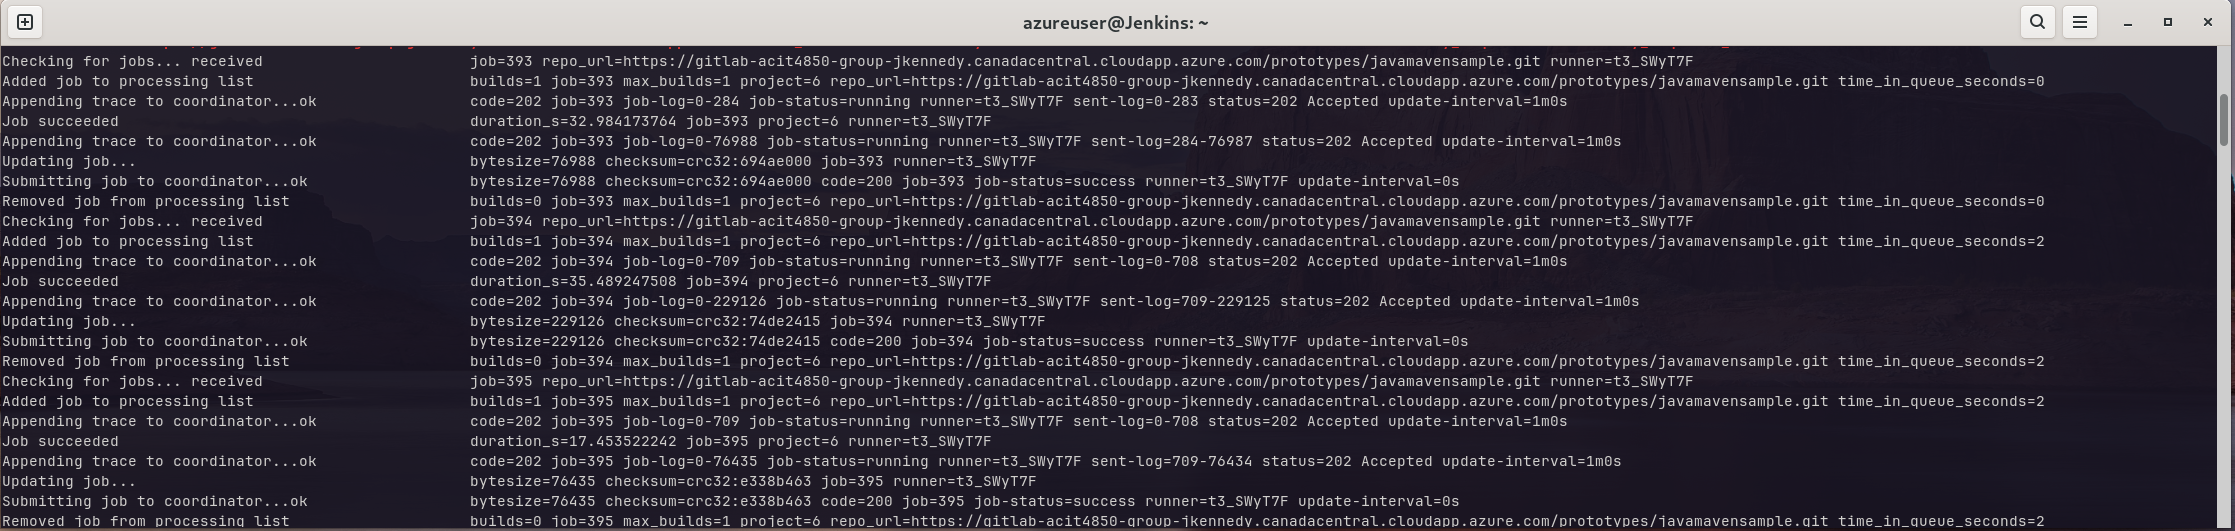 azureuser@Jenkins: ~
Checking for jobs... received job=393 repo_url=https://gitlab-acit4850-group-jkennedy.canadacentral.cloudapp.azure.com/prototypes/javamavensample.git runner=t3_SWyT7F
Added job to processing list builds=1 job=393 max_builds=1 project=6 repo_url=https://gitlab-acit4850-group-jkennedy.canadacentral.cloudapp.azure.com/prototypes/javamavensample.git time_in_queue_seconds=0
Appending trace to coordinator...ok code=202 job=393 job-log=0-284 job-status=running runner=t3_SWyT7F sent-log=0-283 status=202 Accepted update-interval=1m0s
Job succeeded duration_s=32.984173764 job=393 project=6 runner=t3_SWyT7F
Appending trace to coordinator...ok code=202 job=393 job-log=0-76988 job-status=running runner=t3_SWyT7F sent-log=284-76987 status=202 Accepted update-interval=1m0s
Updating job... bytesize=76988 checksum=crc32:694ae000 job=393 runner=t3_SWyT7F
Submitting job to coordinator...ok bytesize=76988 checksum=crc32:694ae000 code=200 job=393 job-status=success runner=t3_SWyT7F update-interval=0s
Removed job from processing list builds=0 job=393 max_builds=1 project=6 repo_url=https://gitlab-acit4850-group-jkennedy.canadacentral.cloudapp.azure.com/prototypes/javamavensample.git time_in_queue_seconds=0
Checking for jobs... received job=394 repo_url=https://gitlab-acit4850-group-jkennedy.canadacentral.cloudapp.azure.com/prototypes/javamavensample.git runner=t3_SWyT7F
Added job to processing list builds=1 job=394 max_builds=1 project=6 repo_url=https://gitlab-acit4850-group-jkennedy.canadacentral.cloudapp.azure.com/prototypes/javamavensample.git time_in_queue_seconds=2
Appending trace to coordinator...ok code=202 job=394 job-log=0-709 job-status=running runner=t3_SWyT7F sent-log=0-708 status=202 Accepted update-interval=1m0s
Job succeeded duration_s=35.489247508 job=394 project=6 runner=t3_SWyT7F
Appending trace to coordinator...ok code=202 job=394 job-log=0-229126 job-status=running runner=t3_SWyT7F sent-log=709-229125 status=202 Accepted update-interval=1m0s
Updating job... bytesize=229126 checksum=crc32:74de2415 job=394 runner=t3_SWyT7F
Submitting job to coordinator...ok bytesize=229126 checksum=crc32:74de2415 code=200 job=394 job-status=success runner=t3_SWyT7F update-interval=0s
Removed job from processing list builds=0 job=394 max_builds=1 project=6 repo_url=https://gitlab-acit4850-group-jkennedy.canadacentral.cloudapp.azure.com/prototypes/javamavensample.git time_in_queue_seconds=2
Checking for jobs... received job=395 repo_url=https://gitlab-acit4850-group-jkennedy.canadacentral.cloudapp.azure.com/prototypes/javamavensample.git runner=t3_SWyT7F
Added job to processing list builds=1 job=395 max_builds=1 project=6 repo_url=https://gitlab-acit4850-group-jkennedy.canadacentral.cloudapp.azure.com/prototypes/javamavensample.git time_in_queue_seconds=2
Appending trace to coordinator...ok code=202 job=395 job-log=0-709 job-status=running runner=t3_SWyT7F sent-log=0-708 status=202 Accepted update-interval=1m0s
Job succeeded duration_s=17.453522242 job=395 project=6 runner=t3_SWyT7F
Appending trace to coordinator...ok code=202 job=395 job-log=0-76435 job-status=running runner=t3_SWyT7F sent-log=709-76434 status=202 Accepted update-interval=1m0s
Updating job... bytesize=76435 checksum=crc32:e338b463 job=395 runner=t3_SWyT7F
Submitting job to coordinator...ok bytesize=76435 checksum=crc32:e338b463 code=200 job=395 job-status=success runner=t3_SWyT7F update-interval=0s
Removed job from processing list builds=0 job=395 max_builds=1 project=6 repo_url=https://gitlab-acit4850-group-jkennedy.canadacentral.cloudapp.azure.com/prototypes/javamavensample.git time_in_queue_seconds=2